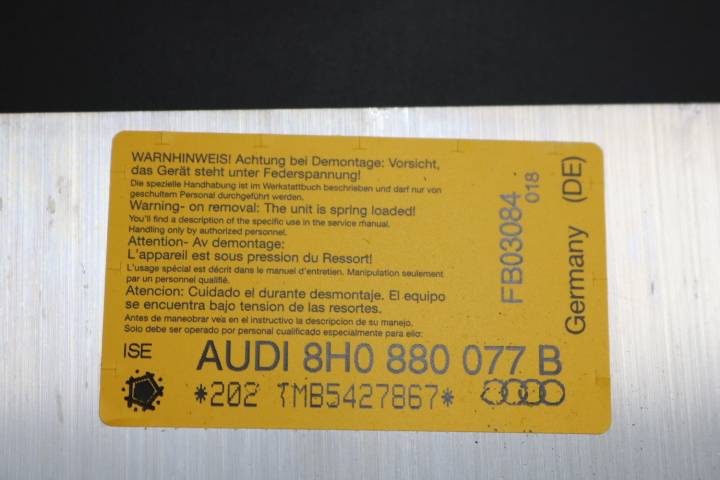 WARNHINWEIS! Achtung bei Demontage: Vorsicht,
das Gerät steht unter Federspannung!
Die spezielle Handhabung ist im Werkstattbuch beschrieben und darf nur von
geschultem Personal durchgeführt werden.
Warning- on removal: The unit is spring loaded!
You'll find a description of the specific use in the service manual.
Handling only by authorized personnel.
Attention- Av demontage:
L'appareil est sous pression du Ressort!
L'usage spécial est décrit dans le manuel d'entretien. Manipulation seulement
par un personnel qualifié.
Atencion: Cuidado el durante desmontaje. El equipo
se encuentra bajo tension de las resortes.
Antes de maneobrar vea en el instructivo la descripcion de su manejo.
Solo debe ser operado por personal cualificado especialmente para ello:
FB03084
018
Germany (DE)
ISE
AUDI 8H0 880 077 B
*202 TMB5427867*